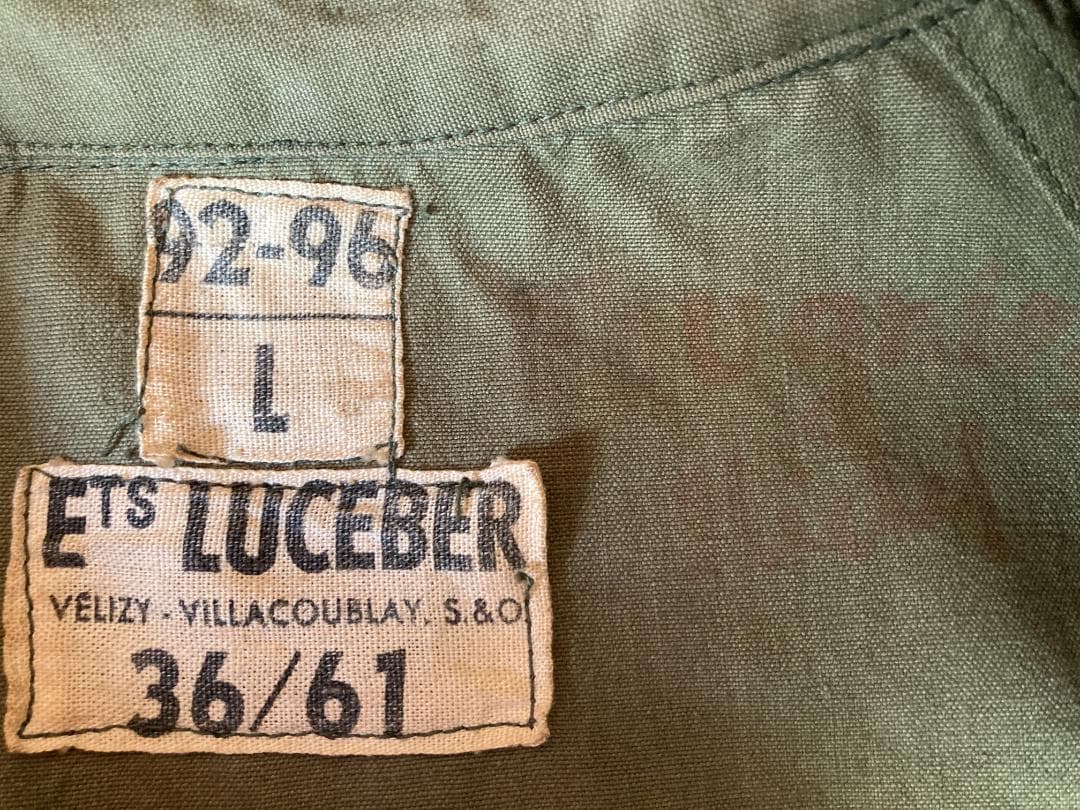 92-96
L
ETS LUCEBER
VÉLIZY - VILLACOUBLAY. S.&O.
36/61